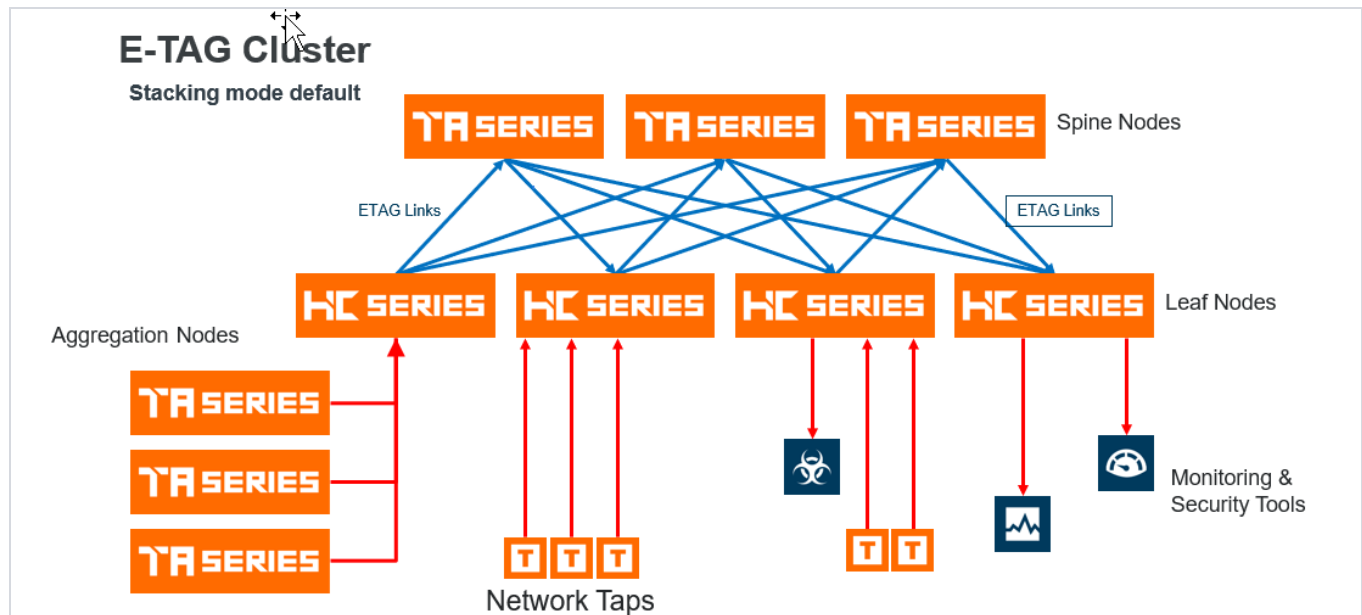 E-TAG Cluster
Stacking mode default
TA SERIES
TA SERIES
TA SERIES
Spine Nodes
ETAG Links
ETAG Links
HC SERIES
HC SERIES
HC SERIES
HC SERIES
Leaf Nodes
Aggregation Nodes
TA SERIES
TA SERIES
TA SERIES
Monitoring &
Security Tools
T
T
T
T
T
Network Taps